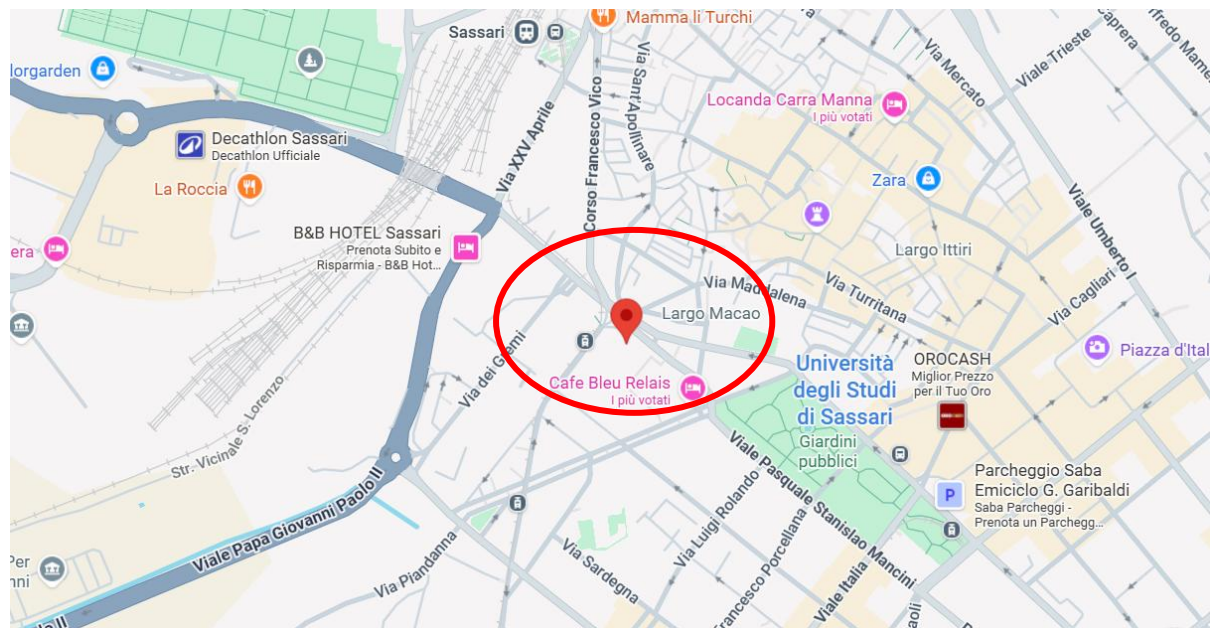 Mamma li Turchi
Sassari
Via Sant'Apollinare
Via Mercato
Viale Trieste
Caprera
lorgarden
Decathlon Sassari
Decathlon Ufficiale
Via XXV Aprile
Corso Francesco Vico
Locanda Carra Manna
I più votati
La Roccia
Zara
Viale Umberto I
B&B HOTEL Sassari
Prenota Subito e
Risparmia - B&B Hot...
era
Largo Ittiri
Via Maddalena
Via Turritana
Via Cagliari
Largo Macao
Piazza d'Ital
Via dei Gremi
Cafe Bleu Relais
I più votati
Università
degli Studi
di Sassari
OROCASH
Miglior Prezzo
per il Tuo Oro
Str. Vicinale S. Lorenzo
Giardini
pubblici
Viale Pasquale Stanislao Mancini
Parcheggio Saba
Emiciclo G. Garibaldi
Saba Parcheggi -
Prenota un Parchegg...
P
Viale Papa Giovanni Paolo II
Via Luigi Rolando
Per
nni
Via Piandanna
Via Sardegna
Francesco Porcellana
Viale Italia
aoli
lo II